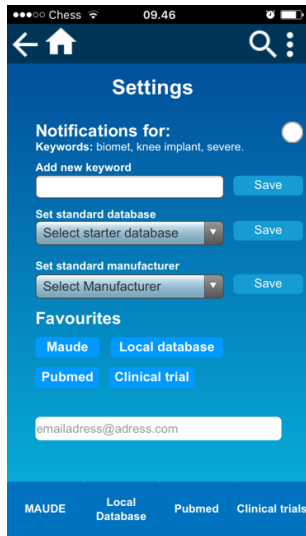 Chess 09.46
Settings
Notifications for:
Keywords: biomet, knee implant, severe.
Add new keyword
Save
Set standard database
Select starter database Save
Set standard manufacturer
Select Manufacturer Save
Favourites
Maude Local database
Pubmed Clinical trial
emailadress@adress.com
MAUDE Local Database Pubmed Clinical trials